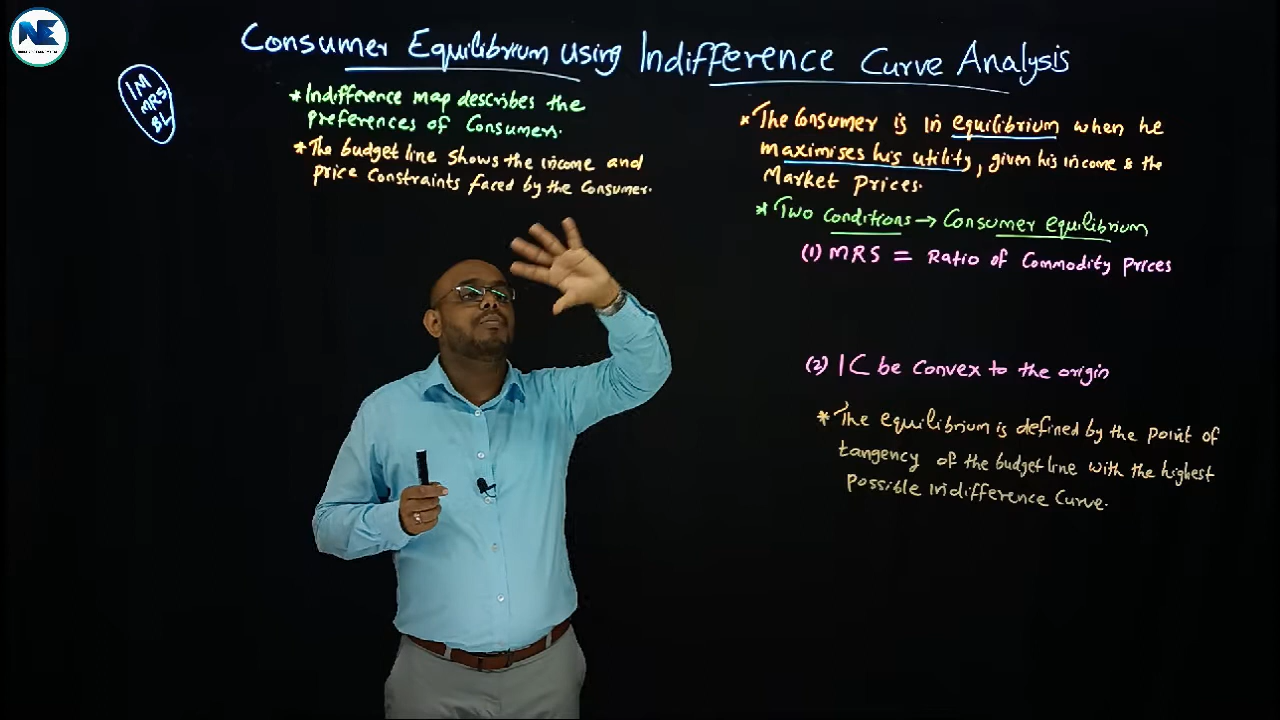 NE
Consumer Equilibrium using Indifference Curve Analysis
IM
MRS
BL
* Indifference map describes the
preferences of Consumers.
* The budget line shows the income and
price Constraints faced by the Consumer.
* The Consumer is in equilibrium when he
maximises his utility, given his income & the
Market Prices.
* Two Conditions → Consumer equilibrium
(1) MRS = Ratio of Commodity Prices
(2) IC be Convex to the origin
* The equilibrium is defined by the point of
tangency of the budget line with the highest
Possible indifference Curve.